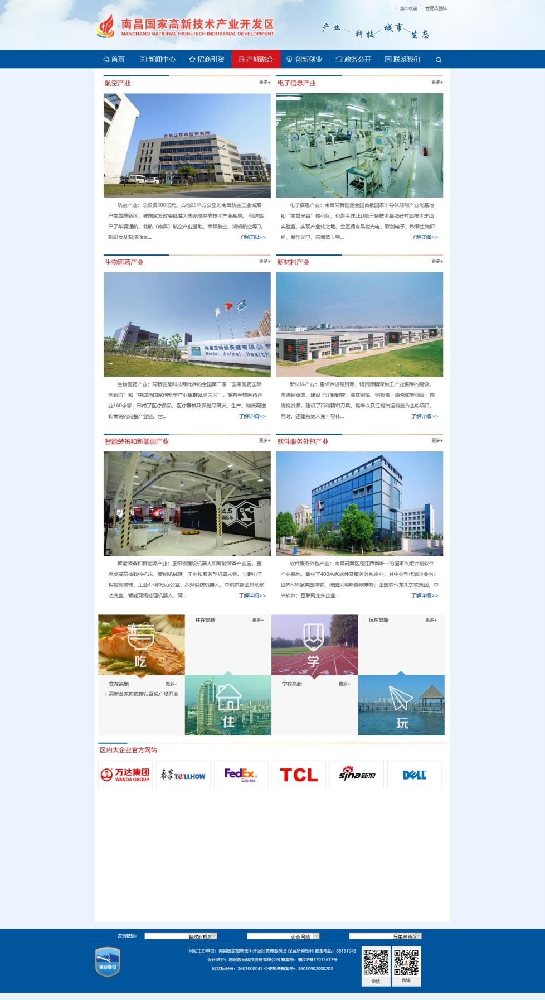 · 加入收藏 · 管理员登陆
南昌国家高新技术产业开发区
NANCHANG NATIONAL HIGH-TECH INDUSTRIAL DEVELOPMENT
产业 科技 城市 生态
首页 新闻中心 招商引资 产城融合 创新创业 政务公开 联系我们
航空产业 更多+
北航江西通航研究院
航空产业：总投资300亿元、占地25平方公里的南昌航空工业城落
户南昌高新区，被国家发改委批准为国家航空高技术产业基地。 引进落
户了华夏通航、北航（南昌）航空产业基地、幸福航空、鸿鹄航空等飞
机研发及制造项目... 了解详细>>
电子信息产业 更多+
电子信息产业：南昌高新区是全国首批国家半导体照明产业化基地
和“南昌光谷”核心区，也是全球LED第三条技术路线硅衬底技术走出
实验室，实现产业化之地。全区拥有晶能光电、联创电子、欧菲生物识
别、联创光电、东海蓝玉等... 了解详细>>
生物医药产业 更多+
梅里亚动物保健有限公司
Merial Animal Health
生物医药产业：高新区是科技部批准的全国第二家“国家医药国际
创新园”和“中成药国家创新型产业集群试点园区”。拥有生物医药企
业160余家，形成了医疗药品、医疗器械及保健品研发、生产、物流配送
和营销的完整产业链。世... 了解详细>>
新材料产业 更多+
新材料产业：重点推进铜资源、钨资源精深加工产业集群的建设。
围绕铜资源，建设了江铜铜管、耶兹铜箔、铜板带、漆包线等项目；围
绕钨资源，建设了百利精密刀具、钨棒以及江钨浩运储氢合金粉项目。
同时，还建有纳米克半导体... 了解详细>>
智能装备和新能源产业 更多+
4.5
装配车
智能装备和新能源产业：正积极建设机器人和智能装备产业园，重
点发展高档数控机床、智能机械臂、工业和服务型机器人等。宝群电子
智能机械臂、工业4.5移动办公室，战斧消防机器人，中航洪都全自动移
动底盘、智能现场处理机器人，阿... 了解详细>>
软件服务外包产业 更多+
软件服务外包产业：南昌高新区是江西省唯一的国家火炬计划软件
产业基地，集中了400余家软件及服务外包企业，其中典型代表企业有：
世界500强美国微软、德国贝塔斯曼欧唯特；全国软件龙头东软集团、中
兴软件；互联网龙头企业... 了解详细>>
吃
住在高新 更多+
学
玩在高新 更多+
食在高新 更多+
高新首家海底捞在吾悦广场开业
住
学在高新 更多+
玩
区内大企业官方网站
万达集团
WANDA GROUP
泰豪 TELLHOW
FedEx
Express
TCL
sina新浪
DELL
友情链接： 各政府机关 企业网站 兄弟高新区
事业单位
网站主办单位：南昌国家高新技术开发区管理委员会 保留所有权利 联系电话：88161043
设计维护：思创数码科技股份有限公司 备案号：赣ICP备17015617号
网站标识码：3601000045 公安机关备案号：36010902000203
微信
微博